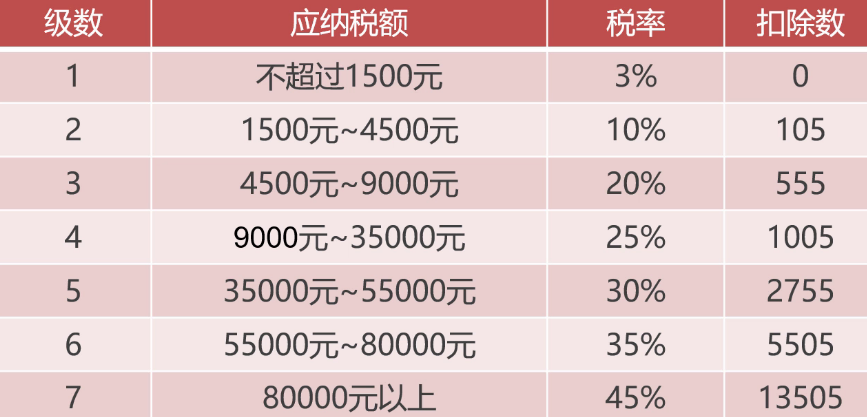 级数 应纳税额 税率 扣除数
1 不超过1500元 3% 0
2 1500元~4500元 10% 105
3 4500元~9000元 20% 555
4 9000元~35000元 25% 1005
5 35000元~55000元 30% 2755
6 55000元~80000元 35% 5505
7 80000元以上 45% 13505